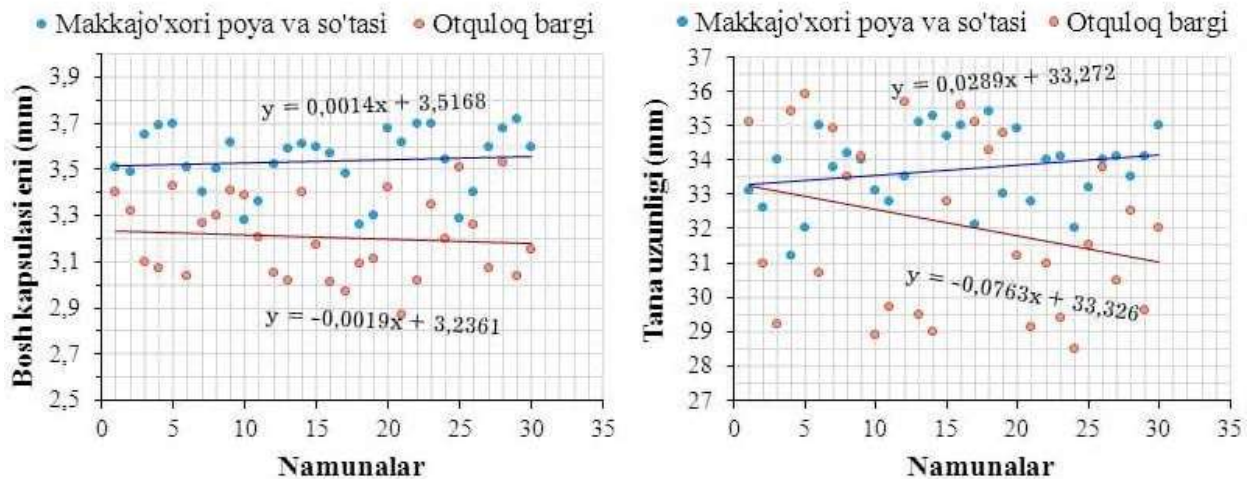 Makkajo'xori poya va so'tasi Otquloq bargi
Bosh kapsulasi eni (mm)
3,9
3,7
3,5
3,3
3,1
2,9
2,7
2,5
y = 0,0014x + 3,5168
y = -0,0019x + 3,2361
0 5 10 15 20 25 30 35
Namunalar
Makkajo'xori poya va so'tasi Otquloq bargi
Tana uzunligi (mm)
37
36
35
34
33
32
31
30
29
28
27
y = 0,0289x + 33,272
y = -0,0763x + 33,326
0 5 10 15 20 25 30 35
Namunalar